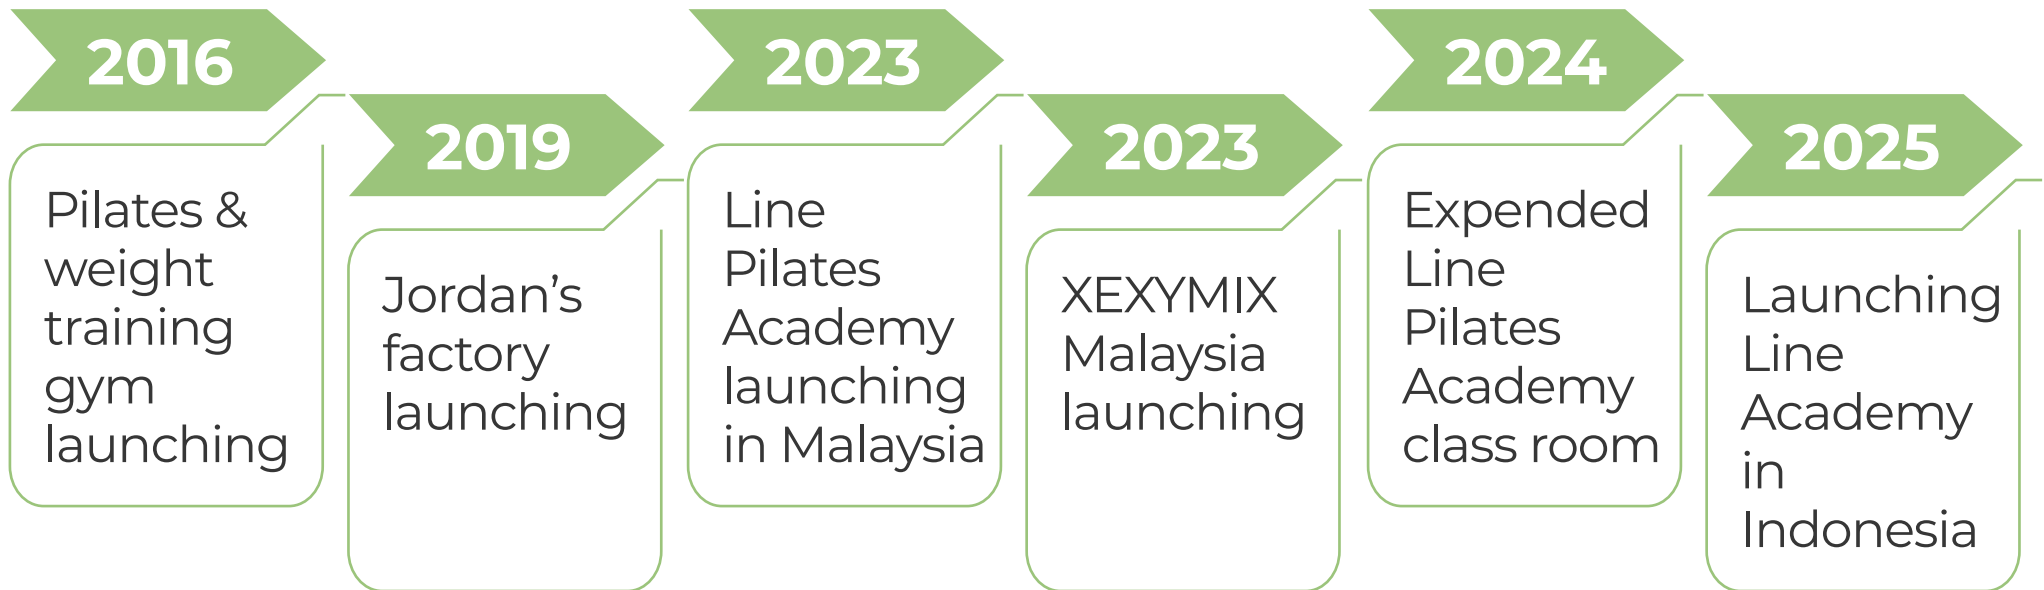 2016
Pilates &
weight
training
gym
launching
2019
Jordan’s
factory
launching
2023
Line
Pilates
Academy
launching
in Malaysia
2023
XEXYMIX
Malaysia
launching
2024
Expended
Line
Pilates
Academy
class room
2025
Launching
Line
Academy
in
Indonesia